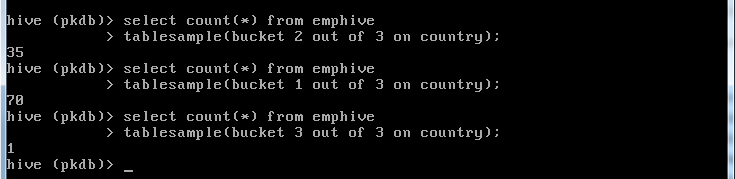 hive (pkdb)> select count(*) from emphive
> tablesample(bucket 2 out of 3 on country);
35
hive (pkdb)> select count(*) from emphive
> tablesample(bucket 1 out of 3 on country);
70
hive (pkdb)> select count(*) from emphive
> tablesample(bucket 3 out of 3 on country);
1
hive (pkdb)> _